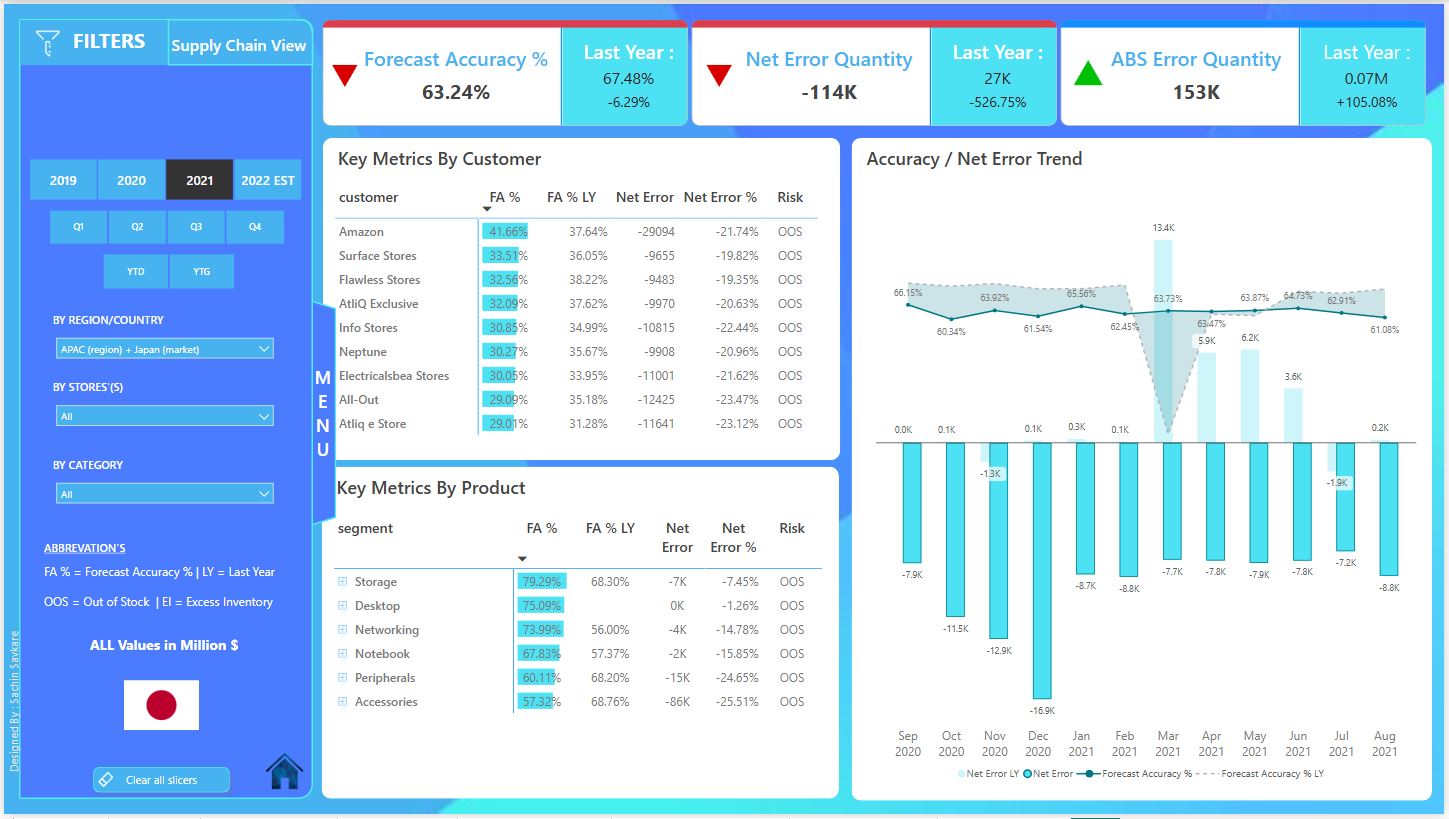 FILTERS
Supply Chain View
2019 2020 2021 2022 EST
Q1 Q2 Q3 Q4
YTD YTG
BY REGION/COUNTRY
APAC (region) + Japan (market)
BY STORES'(S)
All
BY CATEGORY
All
ABBREVATION'S
FA % = Forecast Accuracy % | LY = Last Year
OOS = Out of Stock | EI = Excess Inventory
ALL Values in Million $
Designed By : Sachin Savkare
Clear all slicers
MENU
Forecast Accuracy %
63.24%
Last Year :
67.48%
-6.29%
Net Error Quantity
-114K
Last Year :
27K
-526.75%
ABS Error Quantity
153K
Last Year :
0.07M
+105.08%
Key Metrics By Customer
customer FA % FA % LY Net Error Net Error % Risk
Amazon 41.66% 37.64% -29094 -21.74% OOS
Surface Stores 33.51% 36.05% -9655 -19.82% OOS
Flawless Stores 32.56% 38.22% -9483 -19.35% OOS
AtliQ Exclusive 32.09% 37.62% -9970 -20.63% OOS
Info Stores 30.85% 34.99% -10815 -22.44% OOS
Neptune 30.27% 35.67% -9908 -20.96% OOS
Electricalsbea Stores 30.05% 33.95% -11001 -21.62% OOS
All-Out 29.09% 35.18% -12425 -23.47% OOS
Atliq e Store 29.01% 31.28% -11641 -23.12% OOS
Key Metrics By Product
segment FA % FA % LY Net Error Net Error % Risk
Storage 79.29% 68.30% -7K -7.45% OOS
Desktop 75.09% 0K -1.26% OOS
Networking 73.99% 56.00% -4K -14.78% OOS
Notebook 67.83% 57.37% -2K -15.85% OOS
Peripherals 60.11% 68.20% -15K -24.65% OOS
Accessories 57.32% 68.76% -86K -25.51% OOS
Accuracy / Net Error Trend
13.4K
66.15% 63.92% 65.56% 63.73% 63.87% 64.73% 62.91%
60.34% 61.54% 62.45% 63.47% 61.08%
5.9K 6.2K
3.6K
0.0K 0.1K 0.1K 0.3K 0.1K 0.2K
-1.3K -1.9K
-7.9K -8.7K -8.8K -7.7K -7.8K -7.9K -7.8K -7.2K -8.8K
-11.5K -12.9K
-16.9K
Sep Oct Nov Dec Jan Feb Mar Apr May Jun Jul Aug
2020 2020 2020 2020 2021 2021 2021 2021 2021 2021 2021 2021
Net Error LY Net Error Forecast Accuracy % Forecast Accuracy % LY